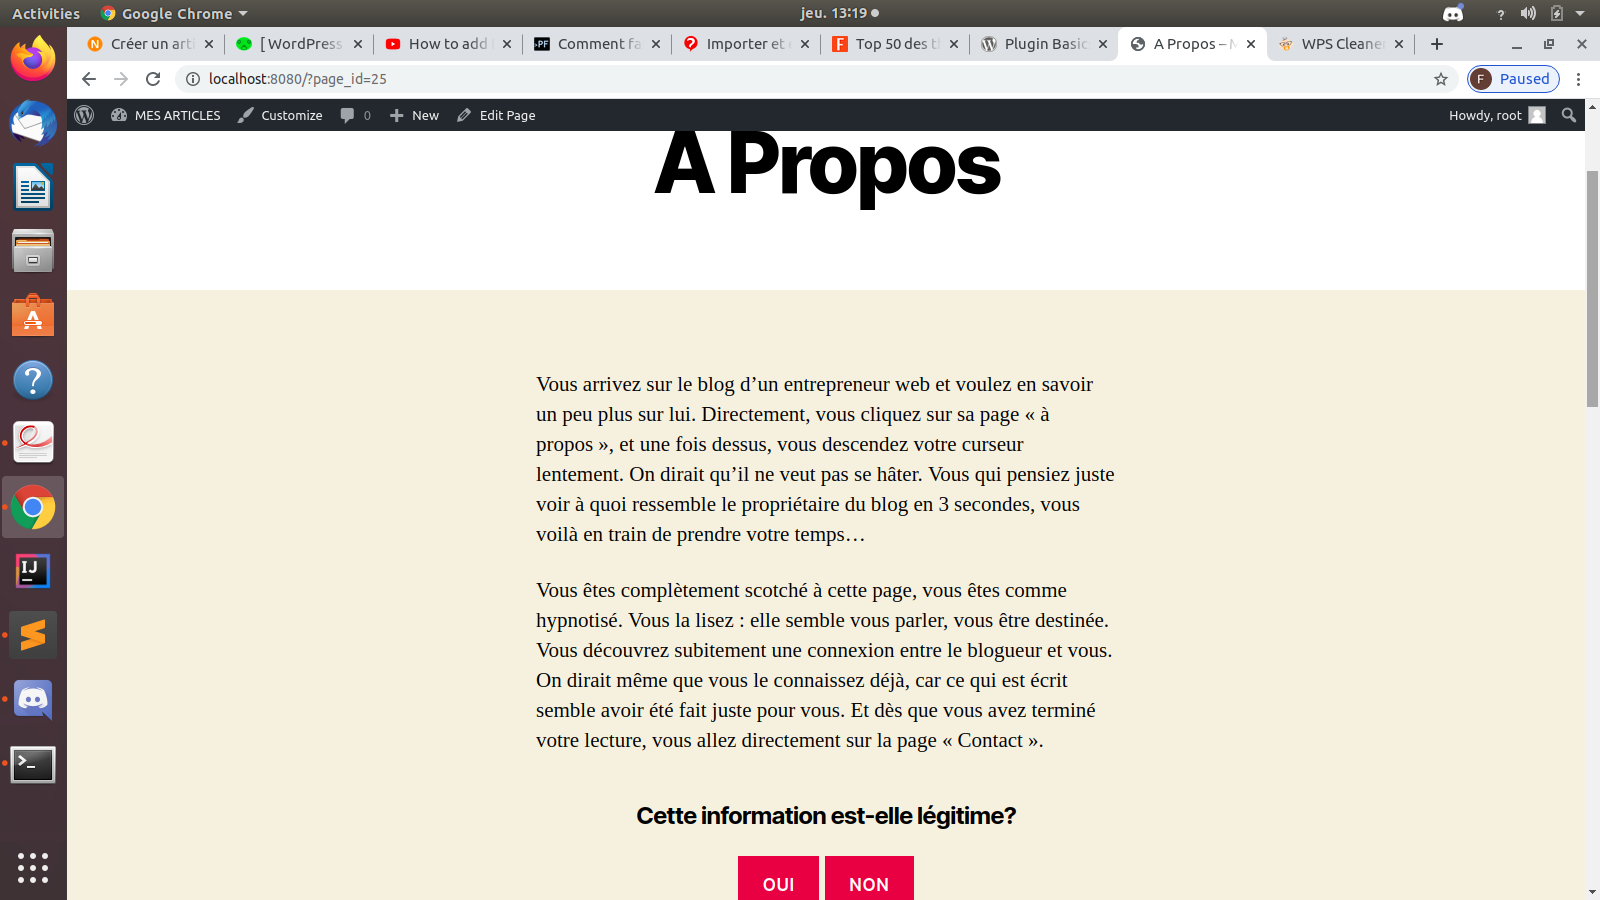 Activities
Google Chrome
jeu. 13:19
?
Créer un art
[WordPress
How to add
.PF
Comment fa
Importer et
Top 50 des t
Plugin Basic
A Propos –
WPS Cleaner
localhost:8080/?page_id=25
F
Paused
MES ARTICLES
Customize
0
New
Edit Page
Howdy, root
A Propos
Vous arrivez sur le blog d’un entrepreneur web et voulez en savoir
un peu plus sur lui. Directement, vous cliquez sur sa page « à
propos », et une fois dessus, vous descendez votre curseur
lentement. On dirait qu’il ne veut pas se hâter. Vous qui pensiez juste
voir à quoi ressemble le propriétaire du blog en 3 secondes, vous
voilà en train de prendre votre temps…
Vous êtes complètement scotché à cette page, vous êtes comme
hypnotisé. Vous la lisez : elle semble vous parler, vous être destinée.
Vous découvrez subitement une connexion entre le blogueur et vous.
On dirait même que vous le connaissez déjà, car ce qui est écrit
semble avoir été fait juste pour vous. Et dès que vous avez terminé
votre lecture, vous allez directement sur la page « Contact ».
Cette information est-elle légitime?
OUI
NON